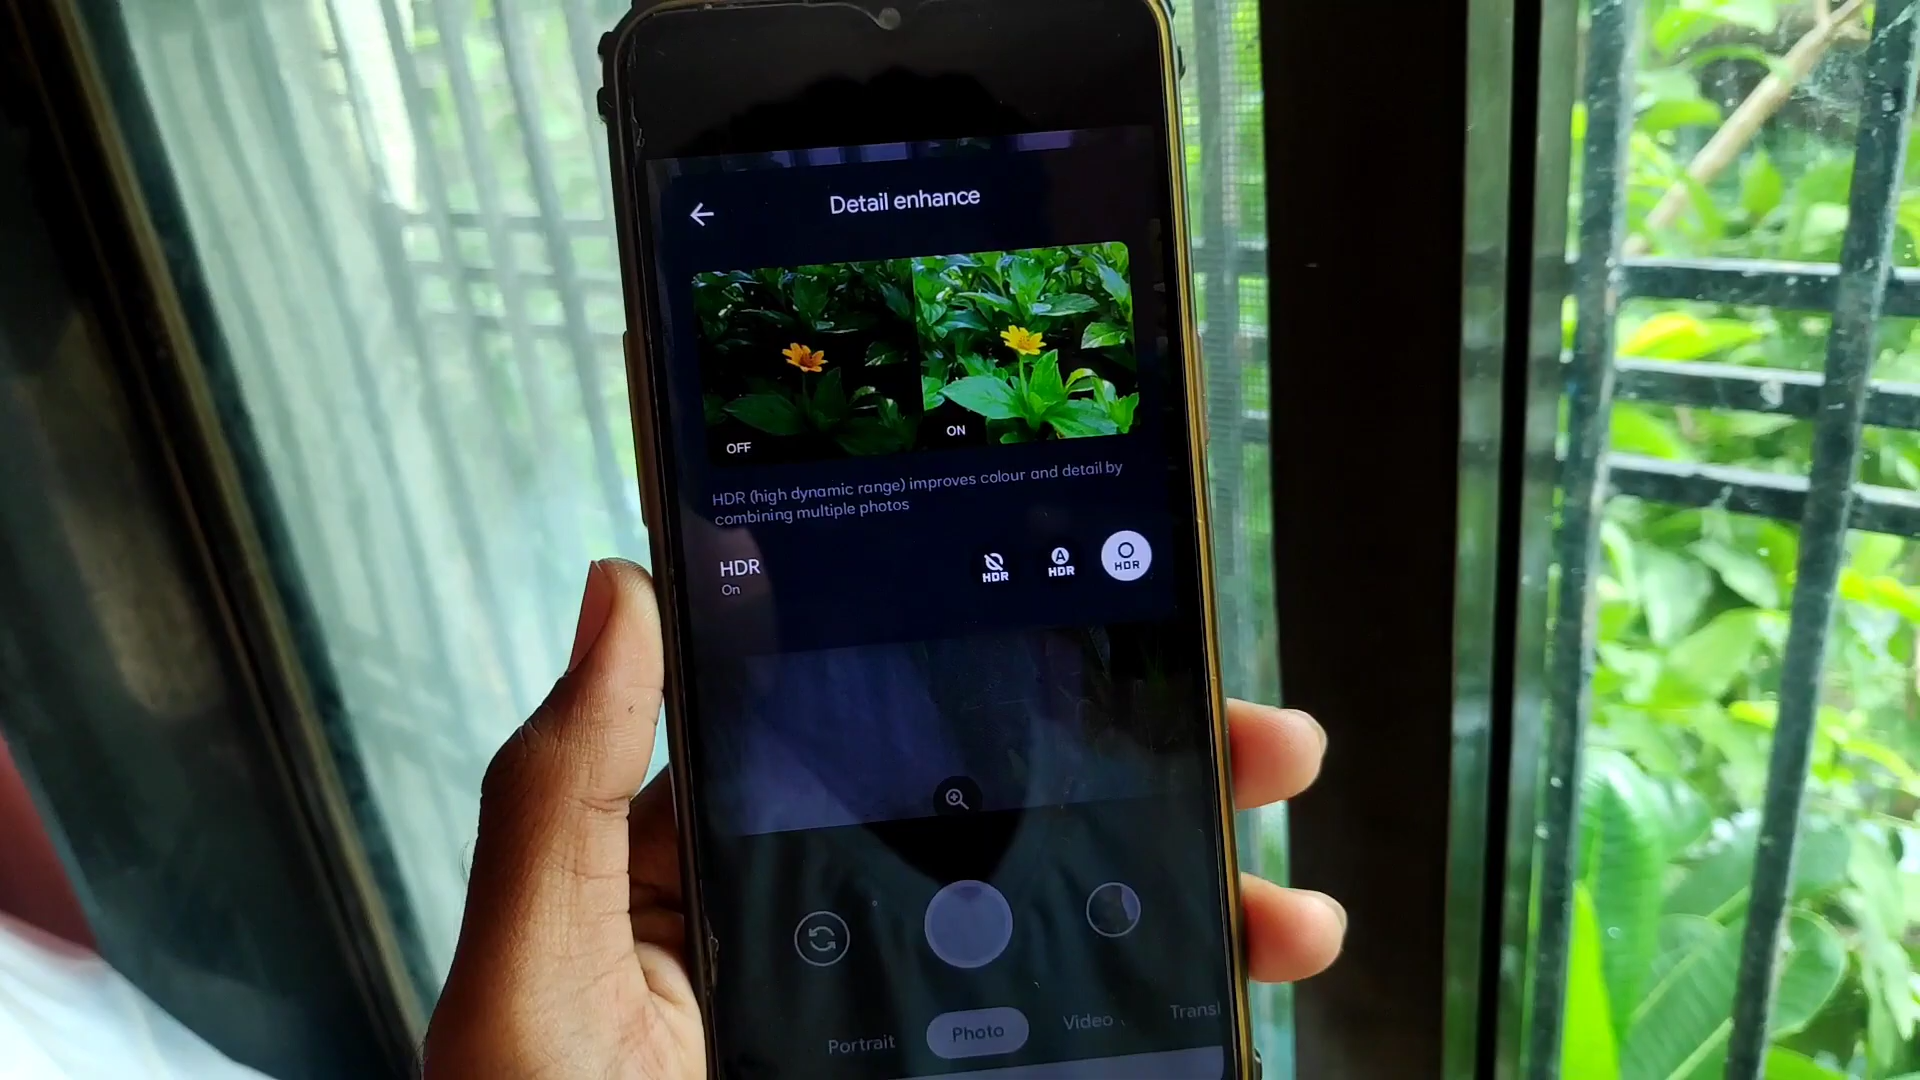 Detail enhance
OFF
ON
HDR (high dynamic range) improves colour and detail by
combining multiple photos
HDR
On
HDR
A
HDR
HDR
Portrait
Photo
Video
Transl